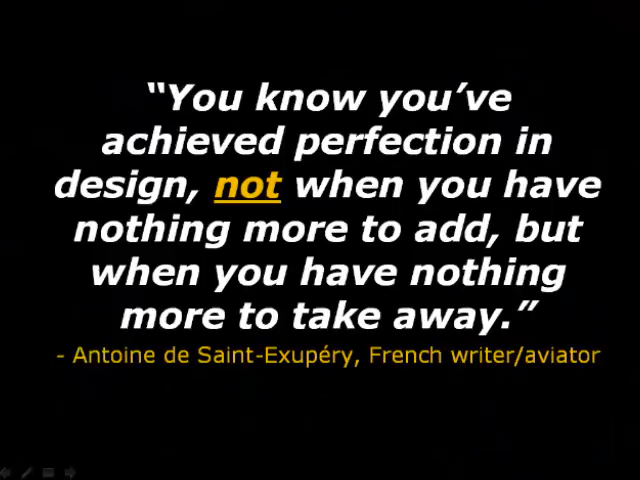 “You know you’ve
achieved perfection in
design, not when you have
nothing more to add, but
when you have nothing
more to take away.”
- Antoine de Saint-Exupéry, French writer/aviator